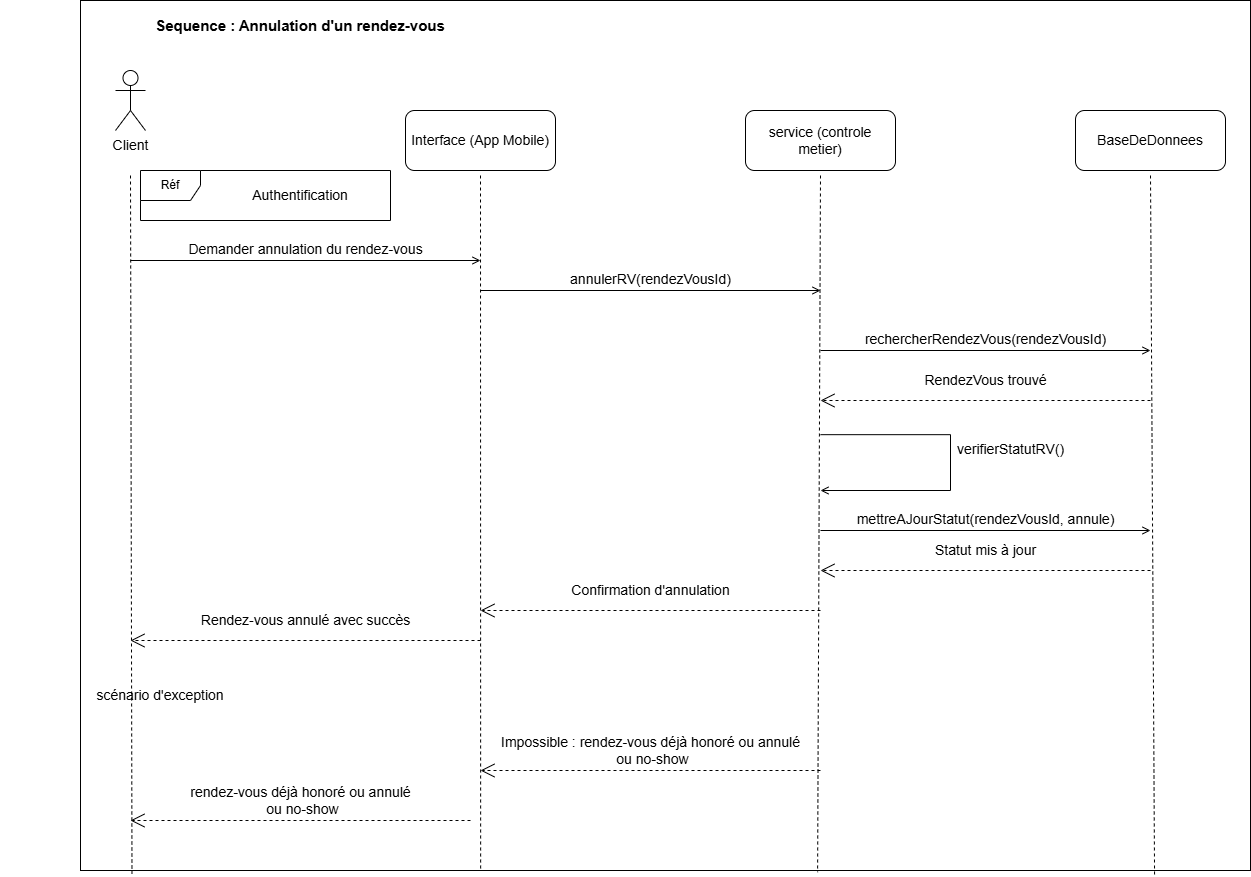 Sequence : Annulation d'un rendez-vous
Client
Interface (App Mobile)
service (controle
metier)
BaseDeDonnees
Réf
Authentification
Demander annulation du rendez-vous
annulerRV(rendezVousId)
rechercherRendezVous(rendezVousId)
RendezVous trouvé
verifierStatutRV()
mettreAJourStatut(rendezVousId, annule)
Statut mis à jour
Confirmation d'annulation
Rendez-vous annulé avec succès
scénario d'exception
Impossible : rendez-vous déjà honoré ou annulé
ou no-show
rendez-vous déjà honoré ou annulé
ou no-show